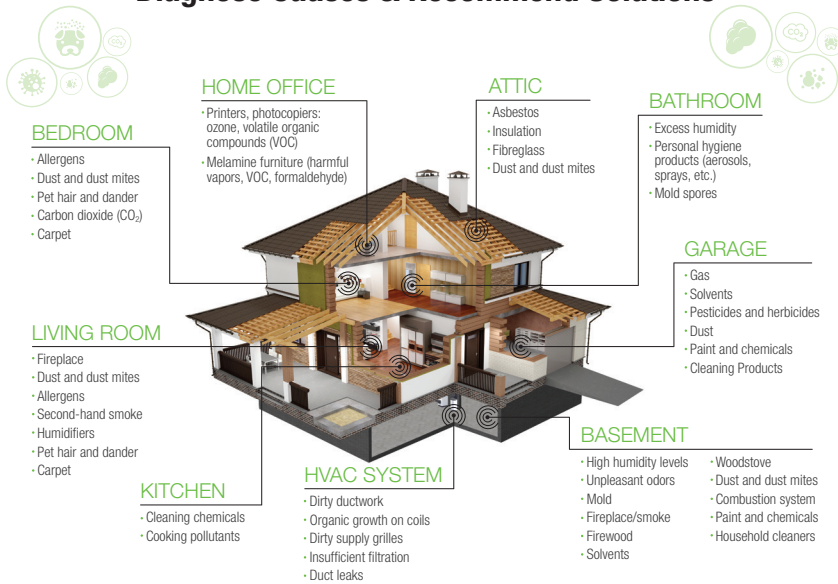 Diagnose Causes & Recommend Solutions
HOME OFFICE
· Printers, photocopiers:
ozone, volatile organic
compounds (VOC)
· Melamine furniture (harmful
vapors, VOC, formaldehyde)
ATTIC
· Asbestos
· Insulation
· Fibreglass
· Dust and dust mites
BATHROOM
· Excess humidity
· Personal hygiene
products (aerosols,
sprays, etc.)
· Mold spores
BEDROOM
· Allergens
· Dust and dust mites
· Pet hair and dander
· Carbon dioxide (CO₂)
· Carpet
GARAGE
· Gas
· Solvents
· Pesticides and herbicides
· Dust
· Paint and chemicals
· Cleaning Products
LIVING ROOM
· Fireplace
· Dust and dust mites
· Allergens
· Second-hand smoke
· Humidifiers
· Pet hair and dander
· Carpet
KITCHEN
· Cleaning chemicals
· Cooking pollutants
HVAC SYSTEM
· Dirty ductwork
· Organic growth on coils
· Dirty supply grilles
· Insufficient filtration
· Duct leaks
BASEMENT
· High humidity levels
· Unpleasant odors
· Mold
· Fireplace/smoke
· Firewood
· Solvents
· Woodstove
· Dust and dust mites
· Combustion system
· Paint and chemicals
· Household cleaners
CO₂
CO₂